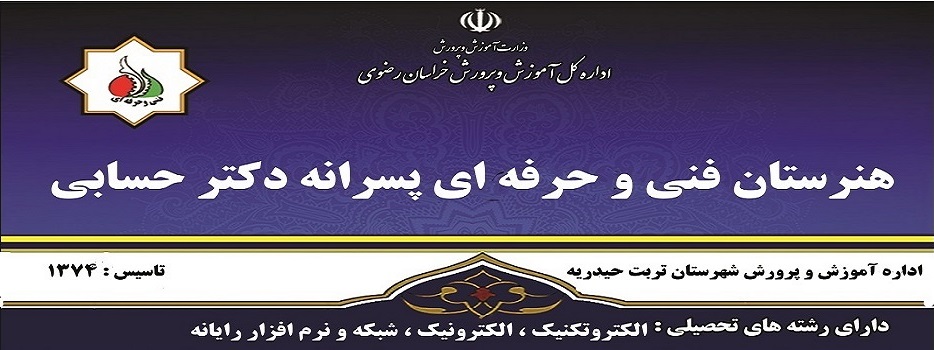 وزارت آموزش و پرورش
اداره کل آموزش و پرورش خراسان رضوی
فنی و حرفه ای
هنرستان فنی و حرفه ای پسرانه دکتر حسابی
اداره آموزش و پرورش شهرستان تربت حیدریه
تاسیس : ۱۳۷۴
دارای رشته های تحصیلی : الکتروتکنیک ، الکترونیک ، شبکه و نرم افزار رایانه